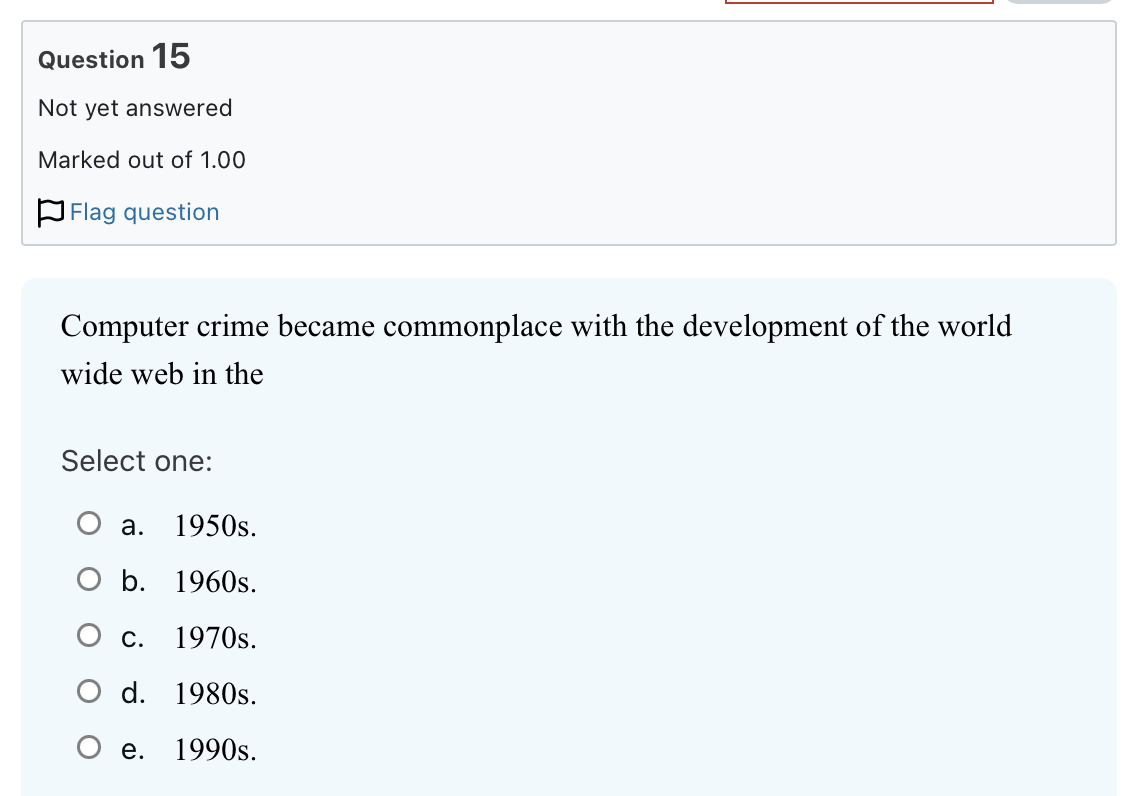 Question 15
Not yet answered
Marked out of 1.00
Flag question
Computer crime became commonplace with the development of the world
wide web in the
Select one:
a. 1950s.
b. 1960s.
c. 1970s.
d. 1980s.
e. 1990s.